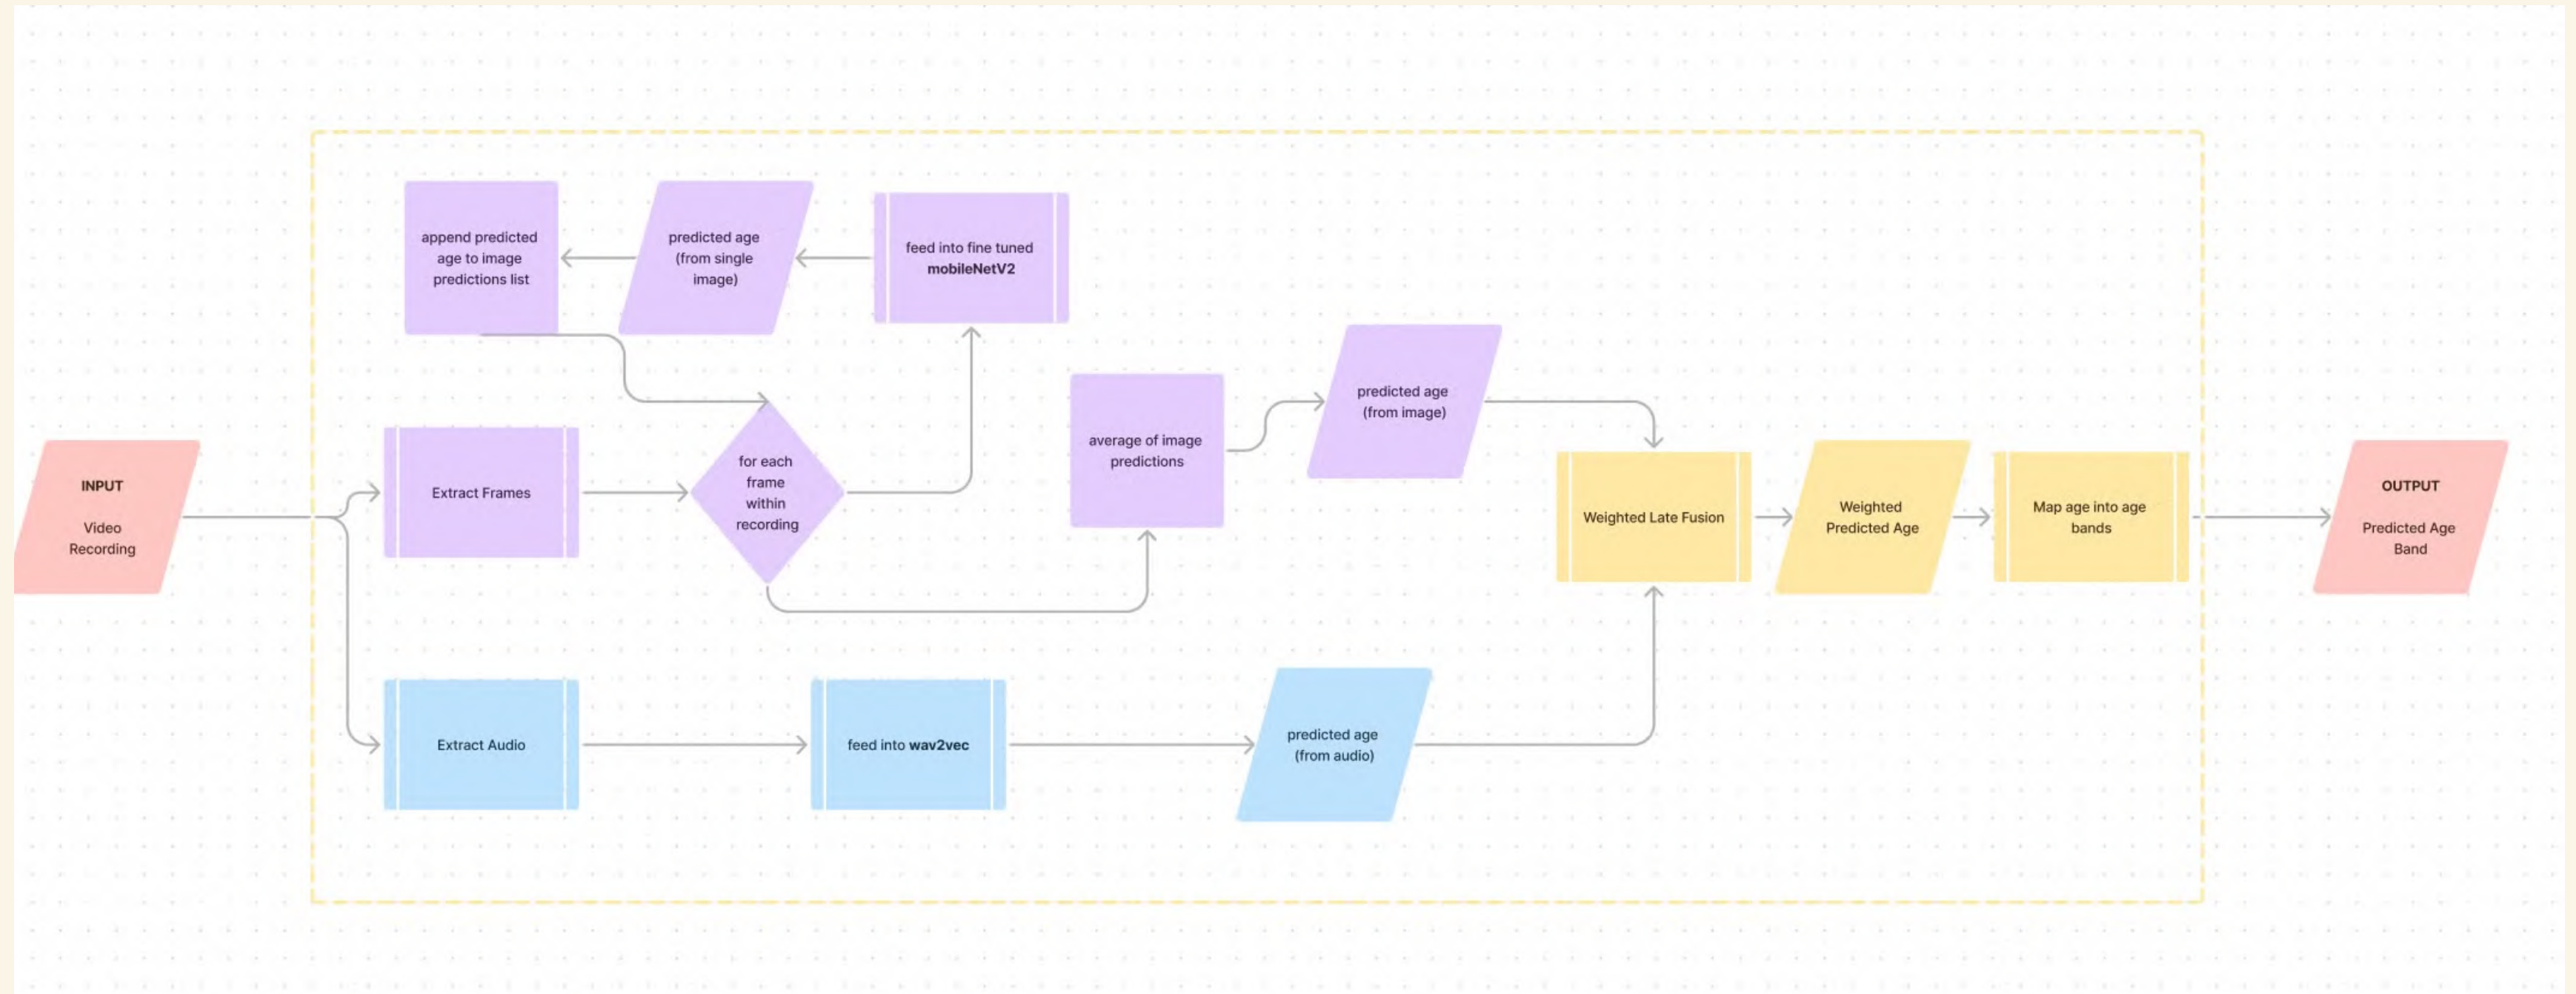 INPUT
Video
Recording
append predicted
age to image
predictions list
predicted age
(from single
image)
feed into fine tuned
mobileNetV2
Extract Frames
for each
frame
within
recording
average of image
predictions
predicted age
(from image)
Extract Audio
feed into wav2vec
predicted age
(from audio)
Weighted Late Fusion
Weighted
Predicted Age
Map age into age
bands
OUTPUT
Predicted Age
Band